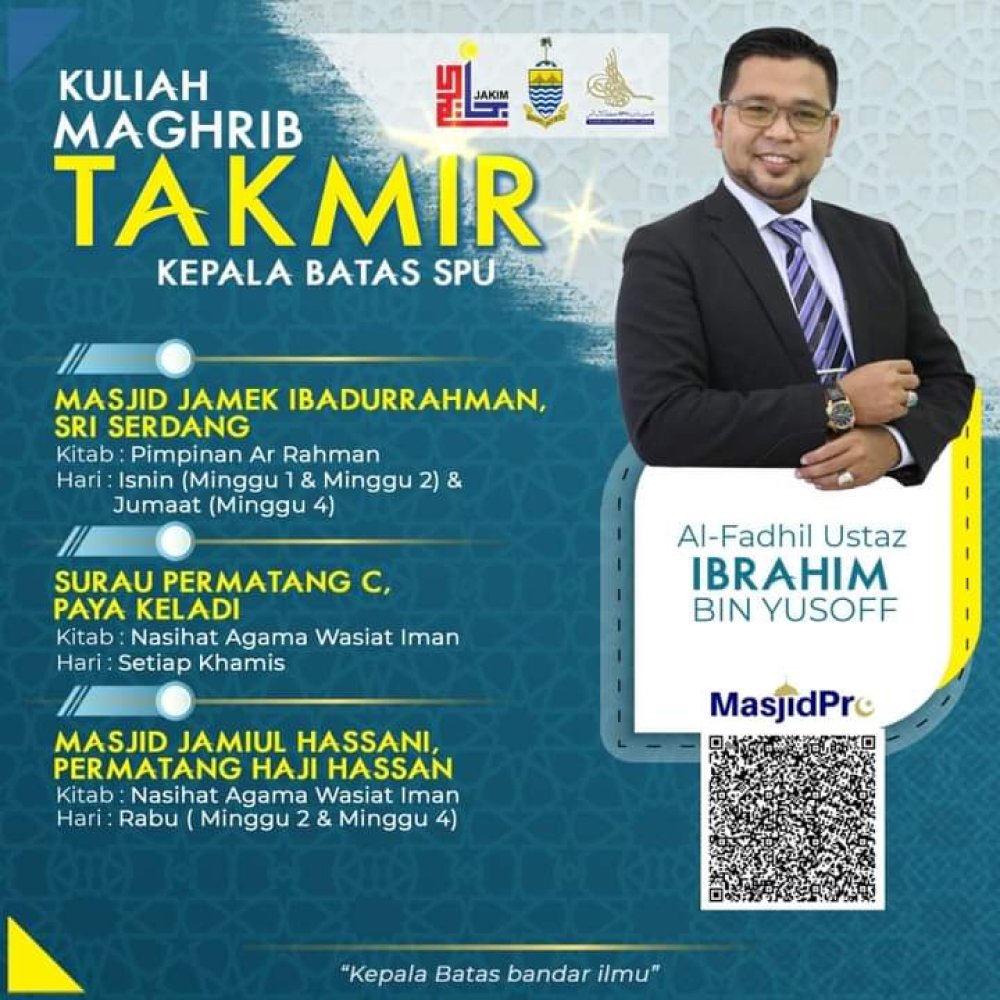 KULIAH
MAGHRIB
TAKMIR
KEPALA BATAS SPU
JAKIM
MASJID JAMEK IBADURRAHMAN,
SRI SERDANG
Kitab : Pimpinan Ar Rahman
Hari : Isnin (Minggu 1 & Minggu 2) &
Jumaat (Minggu 4)
SURAU PERMATANG C,
PAYA KELADI
Kitab : Nasihat Agama Wasiat Iman
Hari : Setiap Khamis
MASJID JAMIUL HASSANI,
PERMATANG HAJI HASSAN
Kitab : Nasihat Agama Wasiat Iman
Hari : Rabu ( Minggu 2 & Minggu 4)
Al-Fadhil Ustaz
IBRAHIM
BIN YUSOFF
MasjidPro
"Kepala Batas bandar ilmu"